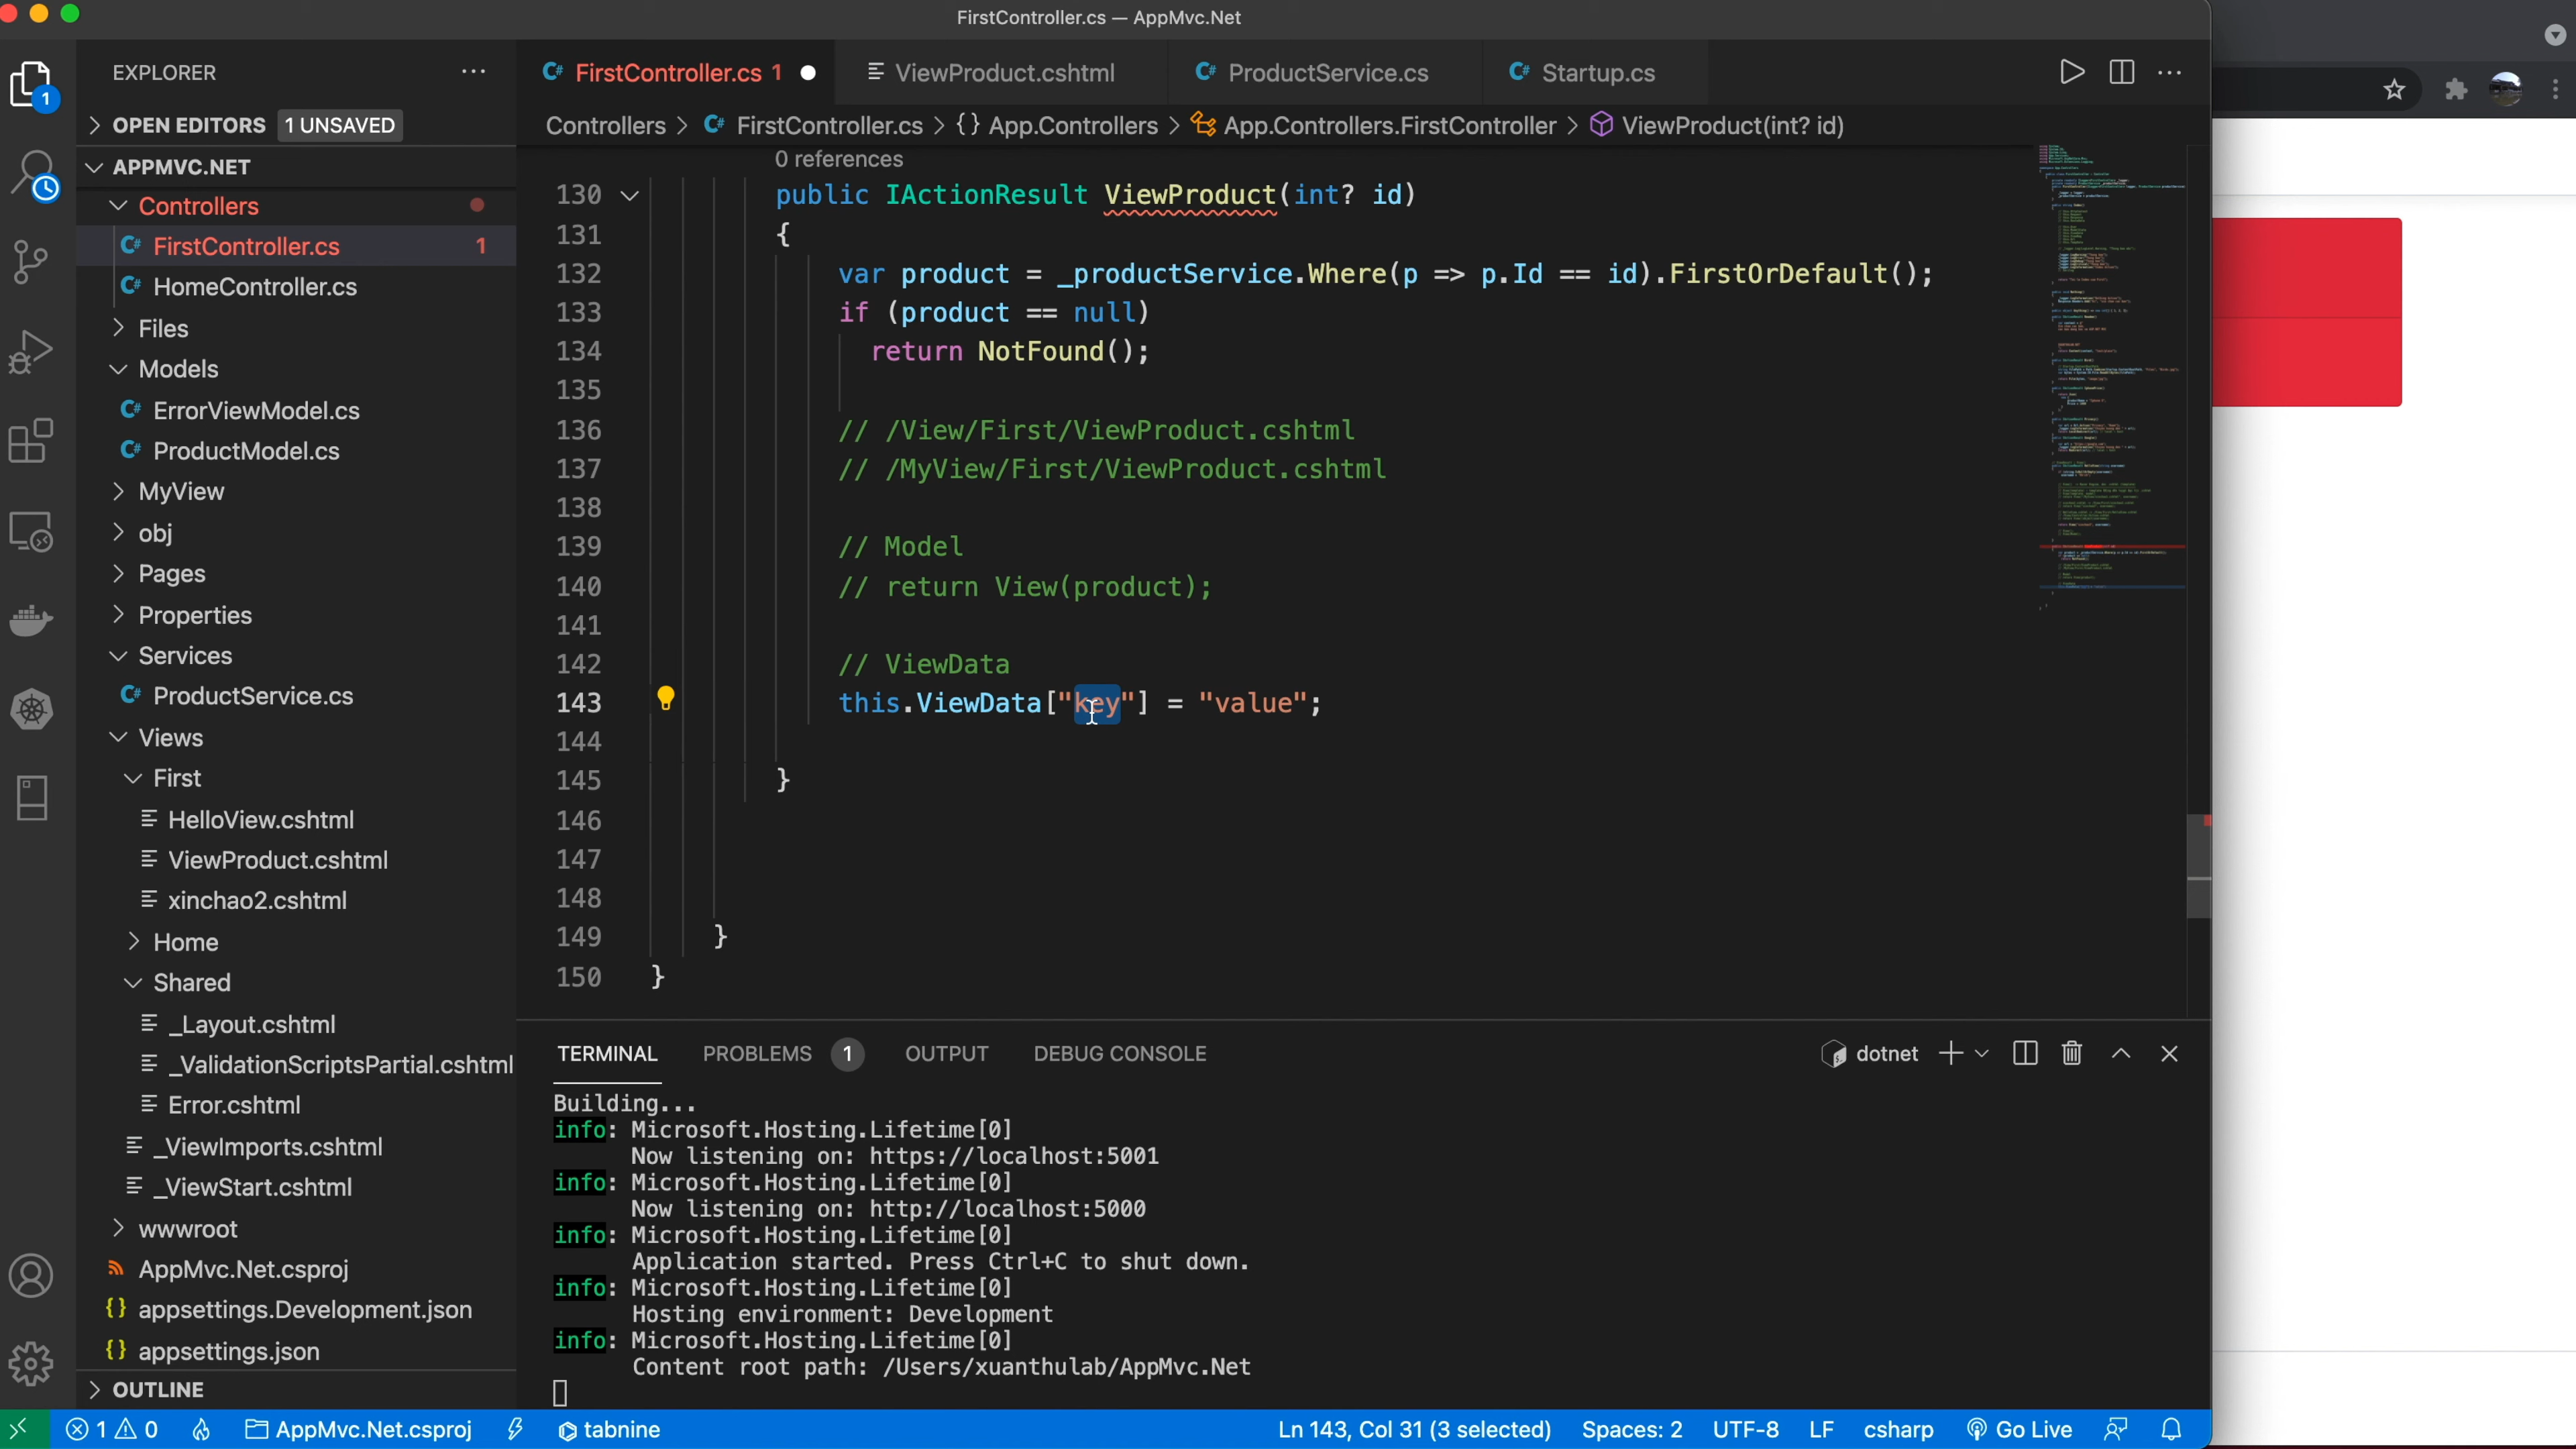 FirstController.cs — AppMvc.Net
EXPLORER
OPEN EDITORS 1 UNSAVED
APPMVC.NET
Controllers
FirstController.cs 1
HomeController.cs
Files
Models
ErrorViewModel.cs
ProductModel.cs
MyView
obj
Pages
Properties
Services
ProductService.cs
Views
First
HelloView.cshtml
ViewProduct.cshtml
xinchao2.cshtml
Home
Shared
_Layout.cshtml
_ValidationScriptsPartial.cshtml
Error.cshtml
_ViewImports.cshtml
_ViewStart.cshtml
wwwroot
AppMvc.Net.csproj
appsettings.Development.json
appsettings.json
OUTLINE
1
FirstController.cs 1 ViewProduct.cshtml ProductService.cs Startup.cs
Controllers > FirstController.cs > {} App.Controllers > App.Controllers.FirstController > ViewProduct(int? id)
0 references
130 public IActionResult ViewProduct(int? id)
131 {
132 var product = _productService.Where(p => p.Id == id).FirstOrDefault();
133 if (product == null)
134 return NotFound();
135
136 // /View/First/ViewProduct.cshtml
137 // /MyView/First/ViewProduct.cshtml
138
139 // Model
140 // return View(product);
141
142 // ViewData
143 this.ViewData["key"] = "value";
144
145 }
146
147
148
149 }
150 }
TERMINAL PROBLEMS 1 OUTPUT DEBUG CONSOLE dotnet
Building...
info: Microsoft.Hosting.Lifetime[0]
Now listening on: https://localhost:5001
info: Microsoft.Hosting.Lifetime[0]
Now listening on: http://localhost:5000
info: Microsoft.Hosting.Lifetime[0]
Application started. Press Ctrl+C to shut down.
info: Microsoft.Hosting.Lifetime[0]
Hosting environment: Development
info: Microsoft.Hosting.Lifetime[0]
Content root path: /Users/xuanthulab/AppMvc.Net
1 0 AppMvc.Net.csproj tabnine Ln 143, Col 31 (3 selected) Spaces: 2 UTF-8 LF csharp Go Live